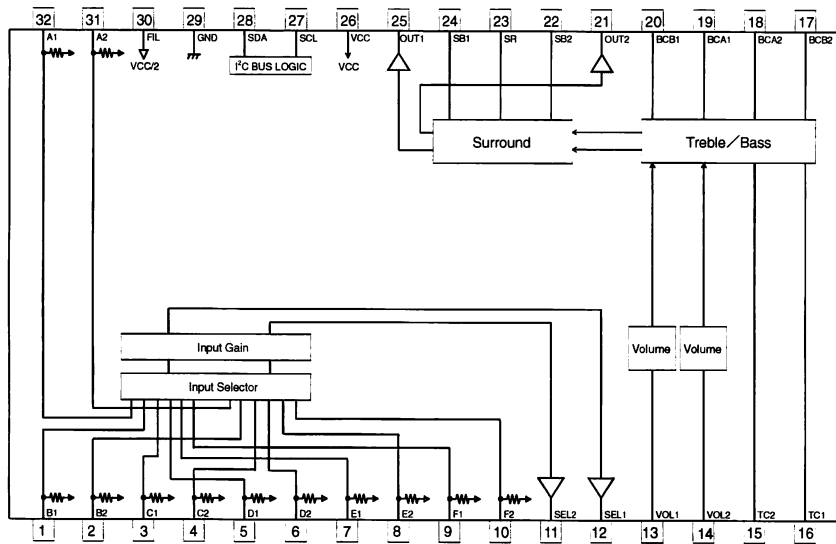 32 31 30 29 28 27 26 25 24 23 22 21 20 19 18 17
A1 A2 FIL GND SDA SCL VCC OUT1 SB1 SR SB2 OUT2 BCB1 BCA1 BCA2 BCB2
VCC/2 I²C BUS LOGIC VCC
Surround Treble/Bass
Input Gain Volume Volume
Input Selector
B1 B2 C1 C2 D1 D2 E1 E2 F1 F2 SEL2 SEL1 VOL1 VOL2 TC2 TC1
1 2 3 4 5 6 7 8 9 10 11 12 13 14 15 16